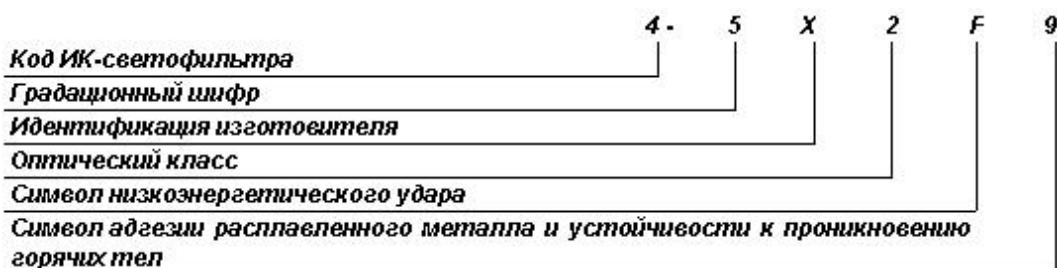 4 - 5 X 2 F 9
Код ИК-светофильтра
Градационный шифр
Идентификация изготовителя
Оптический класс
Символ низкоэнергетического удара
Символ адгезии расплавленного металла и устойчивости к проникновению
горячих тел